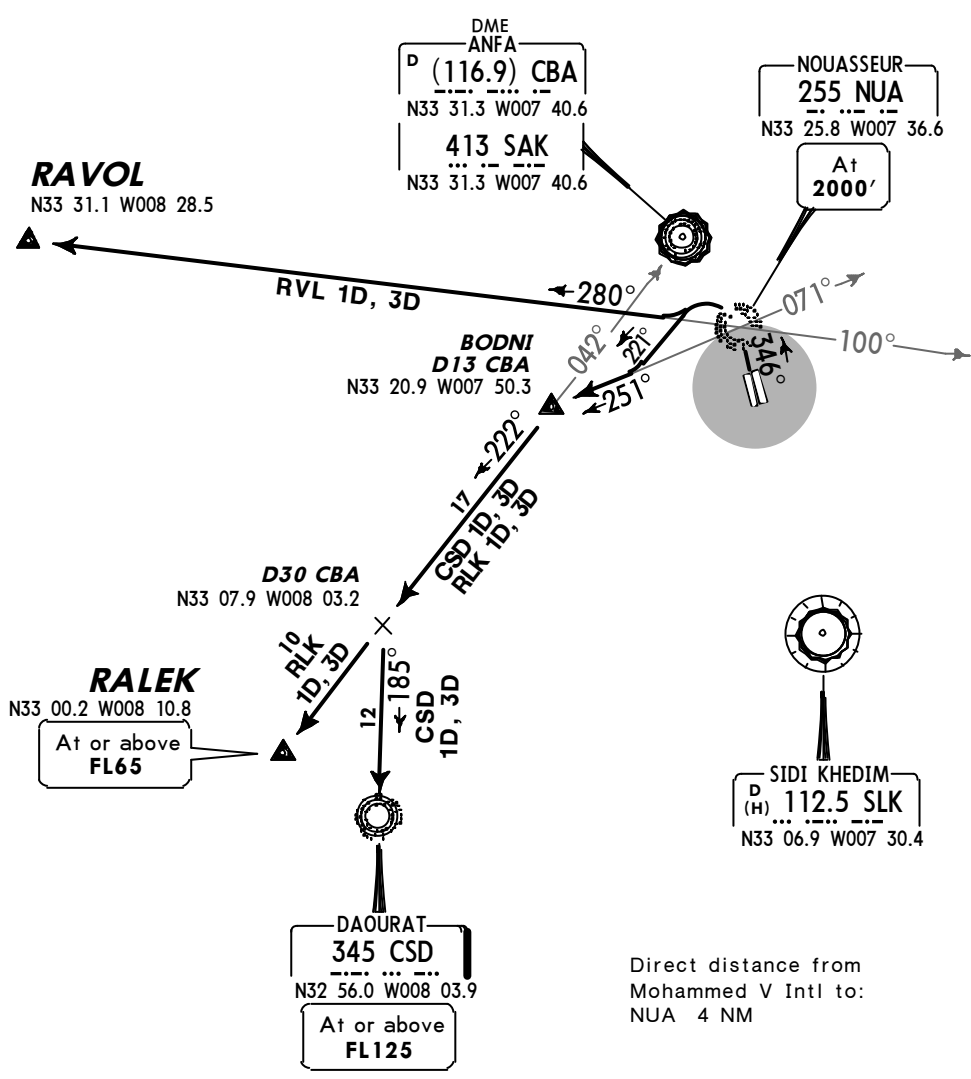 DME
ANFA
D (116.9) CBA
N33 31.3 W007 40.6
413 SAK
N33 31.3 W007 40.6
NOUASSEUR
255 NUA
N33 25.8 W007 36.6
At
2000'
RAVOL
N33 31.1 W008 28.5
RVL 1D, 3D
280°
071°
100°
346°
042°
221°
251°
BODNI
D13 CBA
N33 20.9 W007 50.3
222°
17
CSD 1D, 3D
RLK 1D, 3D
D30 CBA
N33 07.9 W008 03.2
10
RLK
1D, 3D
185°
12
CSD
1D, 3D
RALEK
N33 00.2 W008 10.8
At or above
FL65
SIDI KHEDIM
D
(H) 112.5 SLK
N33 06.9 W007 30.4
DAOURAT
345 CSD
N32 56.0 W008 03.9
At or above
FL125
Direct distance from
Mohammed V Intl to:
NUA 4 NM